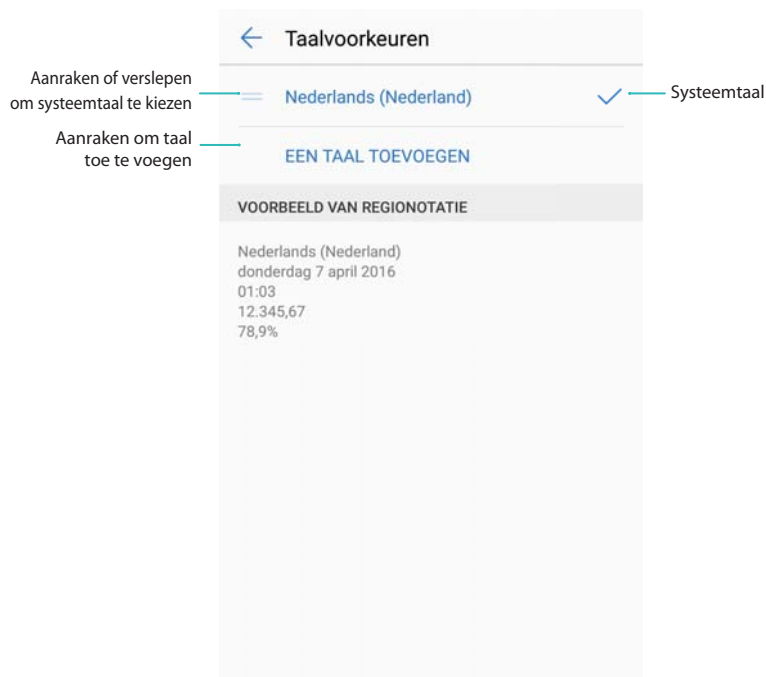 Taalvoorkeuren
Aanraken of verslepen
om systeemtaal te kiezen
Nederlands (Nederland)
Systeemtaal
Aanraken om taal
toe te voegen
EEN TAAL TOEVOEGEN
VOORBEELD VAN REGIONOTATIE
Nederlands (Nederland)
donderdag 7 april 2016
01:03
12.345,67
78,9%